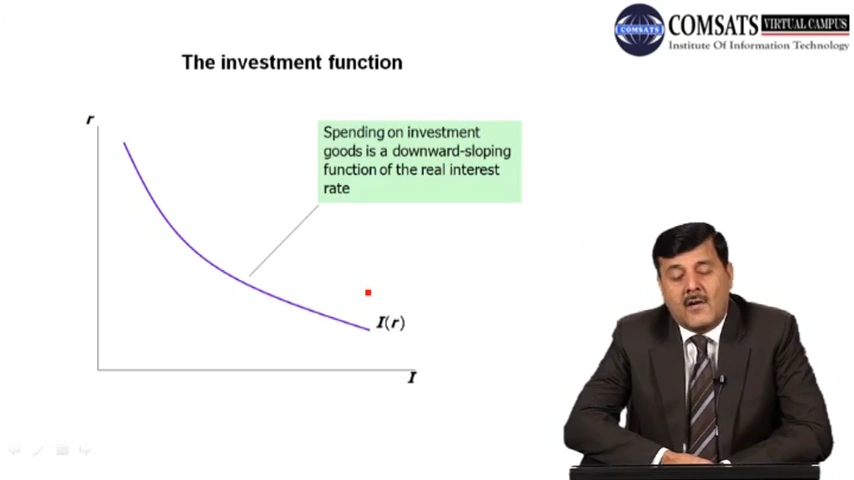 COMSATS VIRTUAL CAMPUS
COMSATS
Institute Of Information Technology
The investment function
r
Spending on investment
goods is a downward-sloping
function of the real interest
rate
I(r)
I